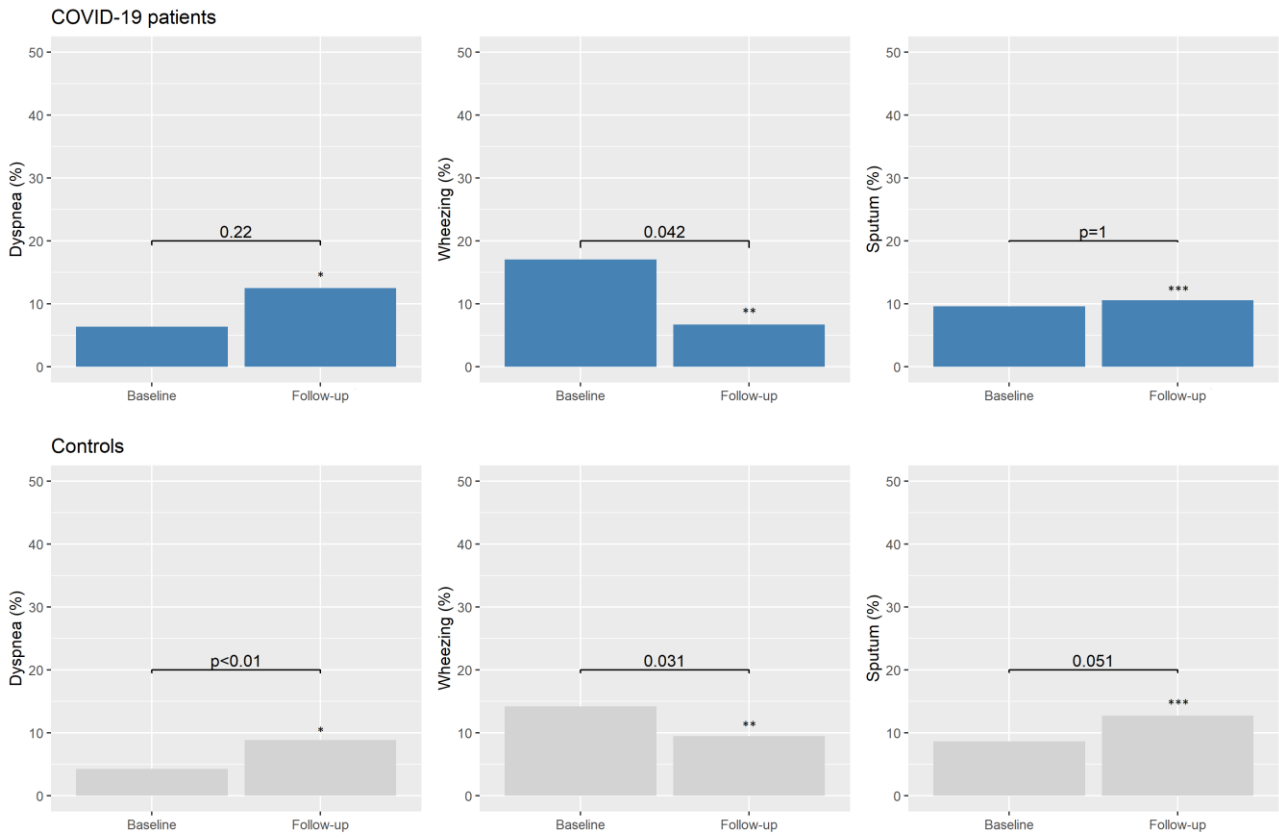 COVID-19 patients
Dyspnea (%)
50
40
30
20
10
0
0.22
*
Baseline Follow-up
Wheezing (%)
50
40
30
20
10
0
0.042
**
Baseline Follow-up
Sputum (%)
50
40
30
20
10
0
p=1
***
Baseline Follow-up
Controls
Dyspnea (%)
50
40
30
20
10
0
p<0.01
*
Baseline Follow-up
Wheezing (%)
50
40
30
20
10
0
0.031
**
Baseline Follow-up
Sputum (%)
50
40
30
20
10
0
0.051
***
Baseline Follow-up